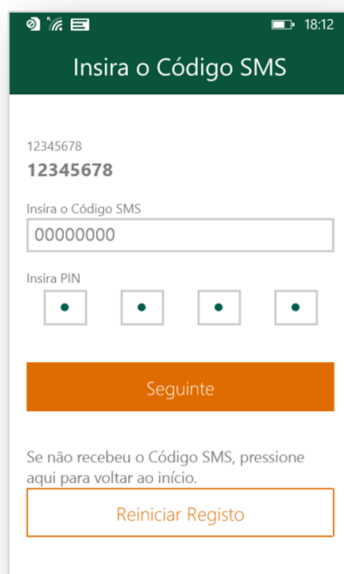 18:12
Insira o Código SMS
12345678
12345678
Insira o Código SMS
00000000
Insira PIN
Seguinte
Se não recebeu o Código SMS, pressione
aqui para voltar ao início.
Reiniciar Registo